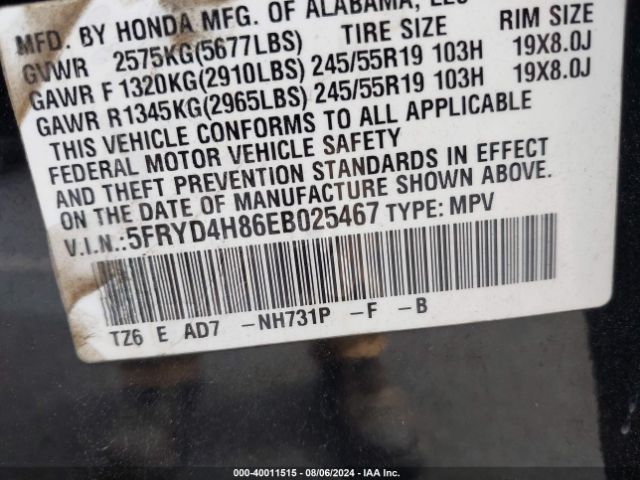 MFD. BY HONDA MFG. OF ALABAMA, LLC
GVWR 2575KG(5677LBS) TIRE SIZE RIM SIZE
GAWR F 1320KG(2910LBS) 245/55R19 103H 19X8.0J
GAWR R1345KG(2965LBS) 245/55R19 103H 19X8.0J
THIS VEHICLE CONFORMS TO ALL APPLICABLE
FEDERAL MOTOR VEHICLE SAFETY
AND THEFT PREVENTION STANDARDS IN EFFECT
ON THE DATE OF MANUFACTURE SHOWN ABOVE.
V.I.N.:5FRYD4H86EB025467 TYPE: MPV
TZ6 E AD7 -NH731P -F -B
000-40011515 - 08/06/2024 - IAA Inc.